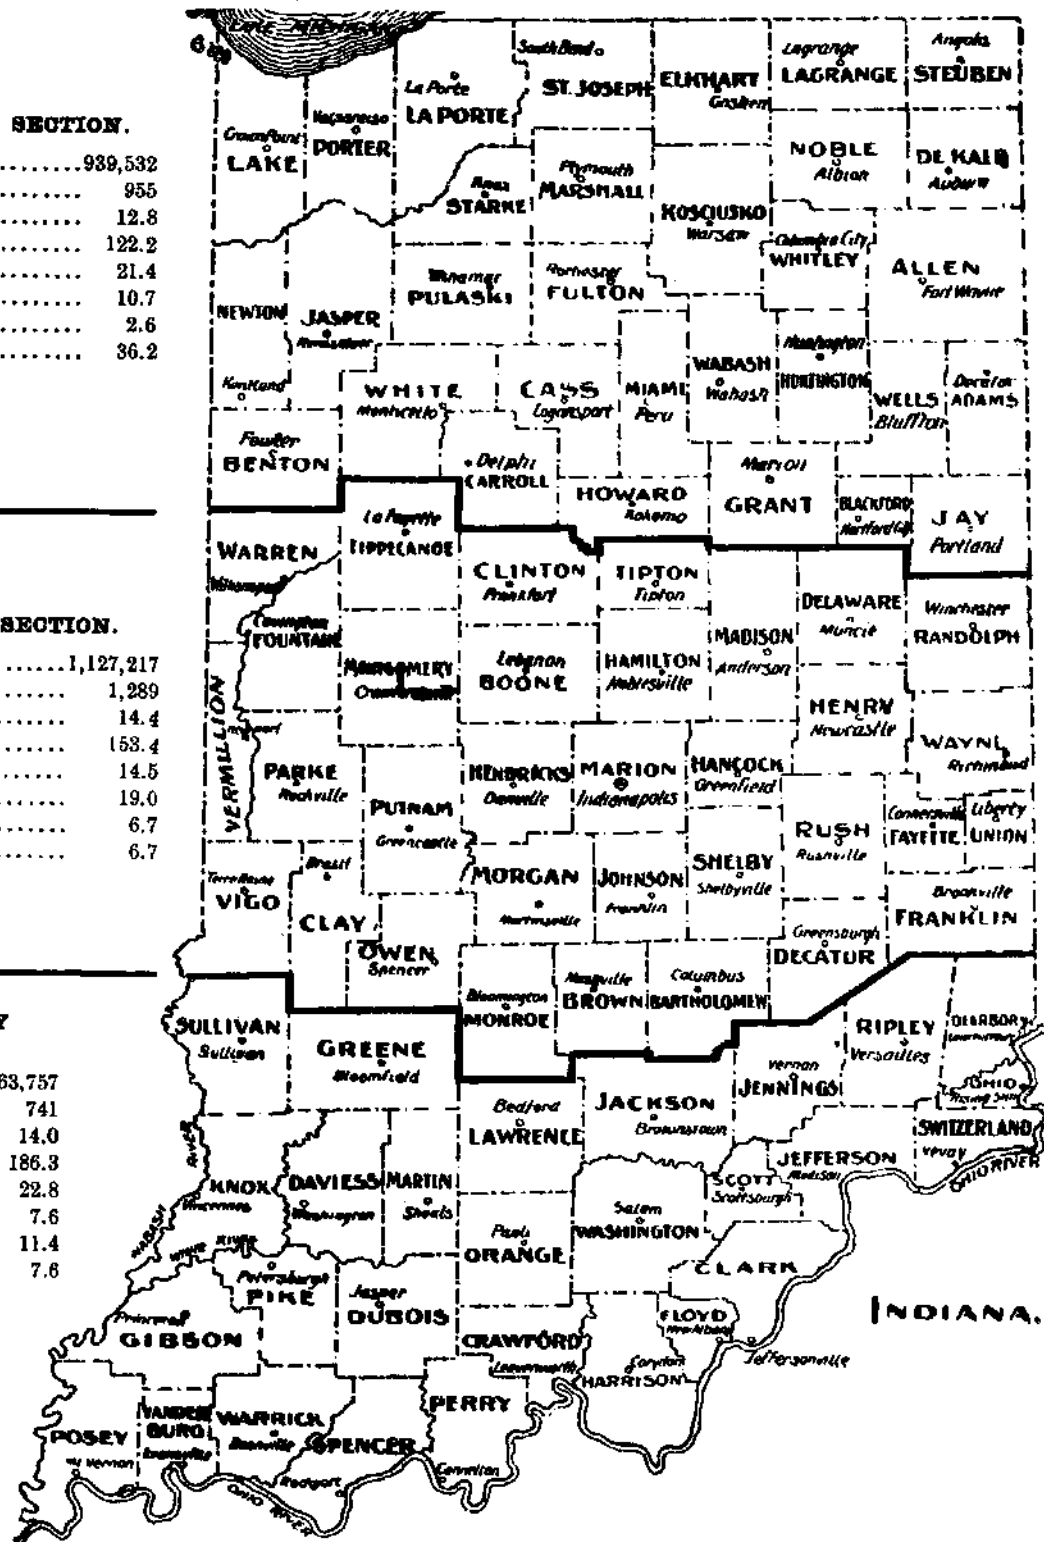 LAKE MICHIGAN
SECTION.
........939,532
........ 955
........ 12.8
........ 122.2
........ 21.4
........ 10.7
........ 2.6
........ 36.2
South Bend
ST. JOSEPH
ELKHART
Goshen
Lagrange
LAGRANGE
Angola
STEUBEN
La Porte
LA PORTE
Valparaiso
PORTER
Crown Point
LAKE
Knox
STARKE
Plymouth
MARSHALL
KOSCIUSKO
Warsaw
NOBLE
Albion
DE KALB
Auburn
Columbia City
WHITLEY
ALLEN
Fort Wayne
NEWTON
Kentland
JASPER
Winamac
PULASKI
Rochester
FULTON
WHITE
Monticello
CASS
Logansport
MIAMI
Peru
WABASH
Wabash
Huntington
HUNTINGTON
WELLS
Bluffton
Decatur
ADAMS
Fowler
BENTON
Delphi
CARROLL
HOWARD
Kokomo
Marion
GRANT
BLACKFORD
Hartford City
JAY
Portland
SECTION.
......1,127,217
........ 1,289
........ 14.4
........ 153.4
........ 14.5
........ 19.0
........ 6.7
........ 6.7
WARREN
Williamsport
La Fayette
TIPPECANOE
CLINTON
Frankfort
TIPTON
Tipton
DELAWARE
Muncie
Winchester
RANDOLPH
Covington
FOUNTAIN
MONTGOMERY
Lebanon
BOONE
HAMILTON
Noblesville
MADISON
Anderson
HENRY
Newcastle
WAYNE
Richmond
VERMILLION
Newport
PARKE
Rockville
PUTNAM
Greencastle
HENDRICKS
Danville
MARION
Indianapolis
HANCOCK
Greenfield
RUSH
Rushville
Connersville
FAYETTE
Liberty
UNION
Terre Haute
VIGO
Brazil
CLAY
OWEN
Spencer
MORGAN
Martinsville
JOHNSON
Franklin
SHELBY
Shelbyville
Greensburgh
DECATUR
Brookville
FRANKLIN
Bloomington
MONROE
Nashville
BROWN
Columbus
BARTHOLOMEW
Y
63,757
741
14.0
186.3
22.8
7.6
11.4
7.6
SULLIVAN
Sullivan
GREENE
Bloomfield
Bedford
LAWRENCE
JACKSON
Brownstown
Vernon
JENNINGS
RIPLEY
Versailles
DEARBORN
OHIO
Rising Sun
SWITZERLAND
Vevay
OHIO RIVER
JEFFERSON
Madison
SCOTT
Scottsburgh
WABASH RIVER
KNOX
Vincennes
DAVIESS
Washington
MARTIN
Shoals
Paoli
ORANGE
Salem
WASHINGTON
CLARK
WHITE RIVER
Petersburgh
PIKE
Princeton
GIBSON
Jasper
DUBOIS
CRAWFORD
Leavenworth
FLOYD
New Albany
Jeffersonville
Corydon
HARRISON
INDIANA.
POSEY
Mt Vernon
VANDER
BURG
Evansville
WARRICK
Boonville
SPENCER
Rockport
PERRY
Cannelton
OHIO RIVER